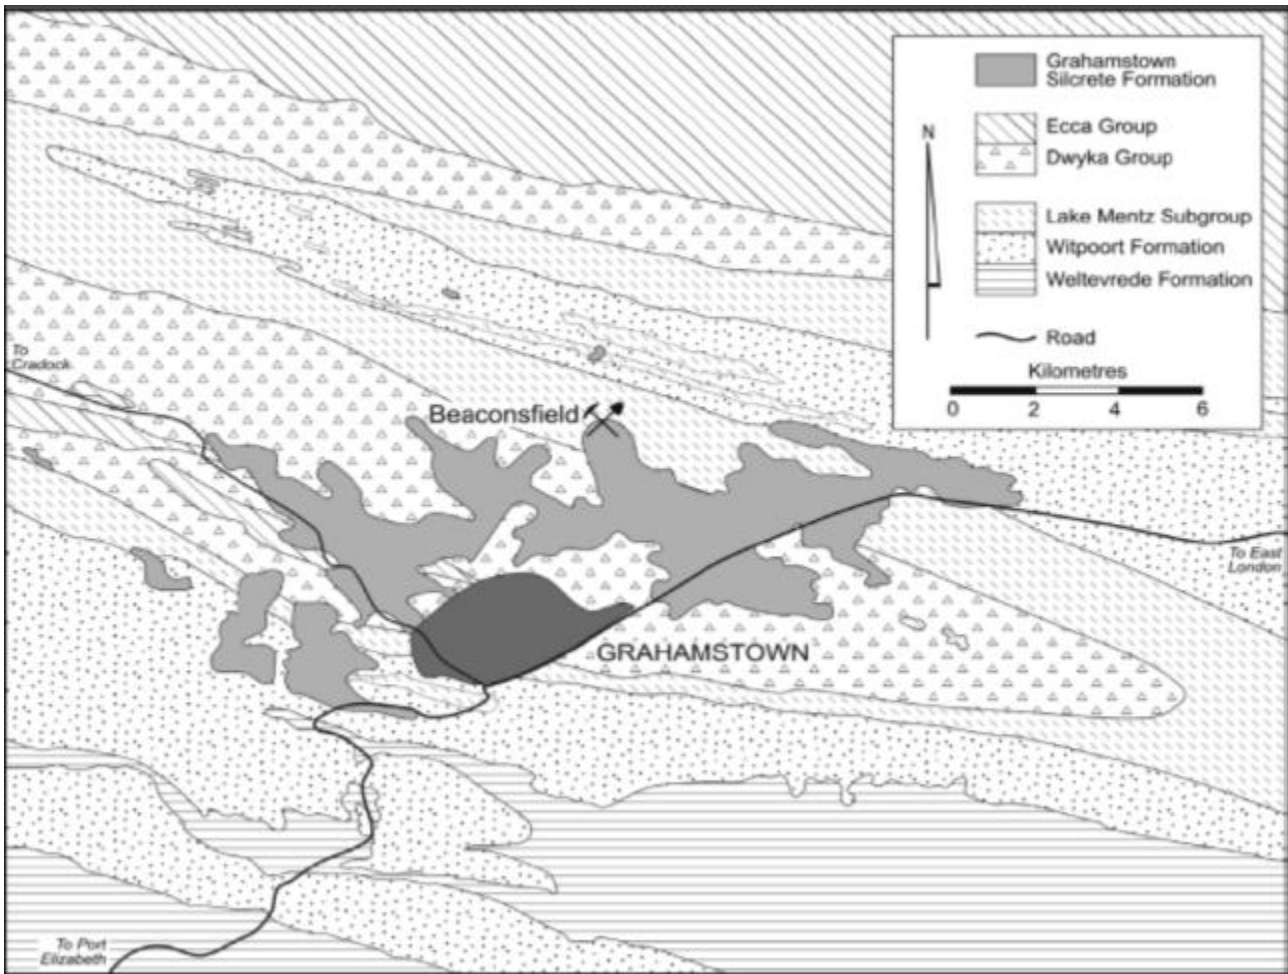 Grahamstown
Silcrete Formation
Ecca Group
N
Dwyka Group
Lake Mentz Subgroup
Witpoort Formation
Weltevrede Formation
Road
Kilometres
0 2 4 6
To
Cradock
Beaconsfield
To East
London
GRAHAMSTOWN
To Port
Elizabeth